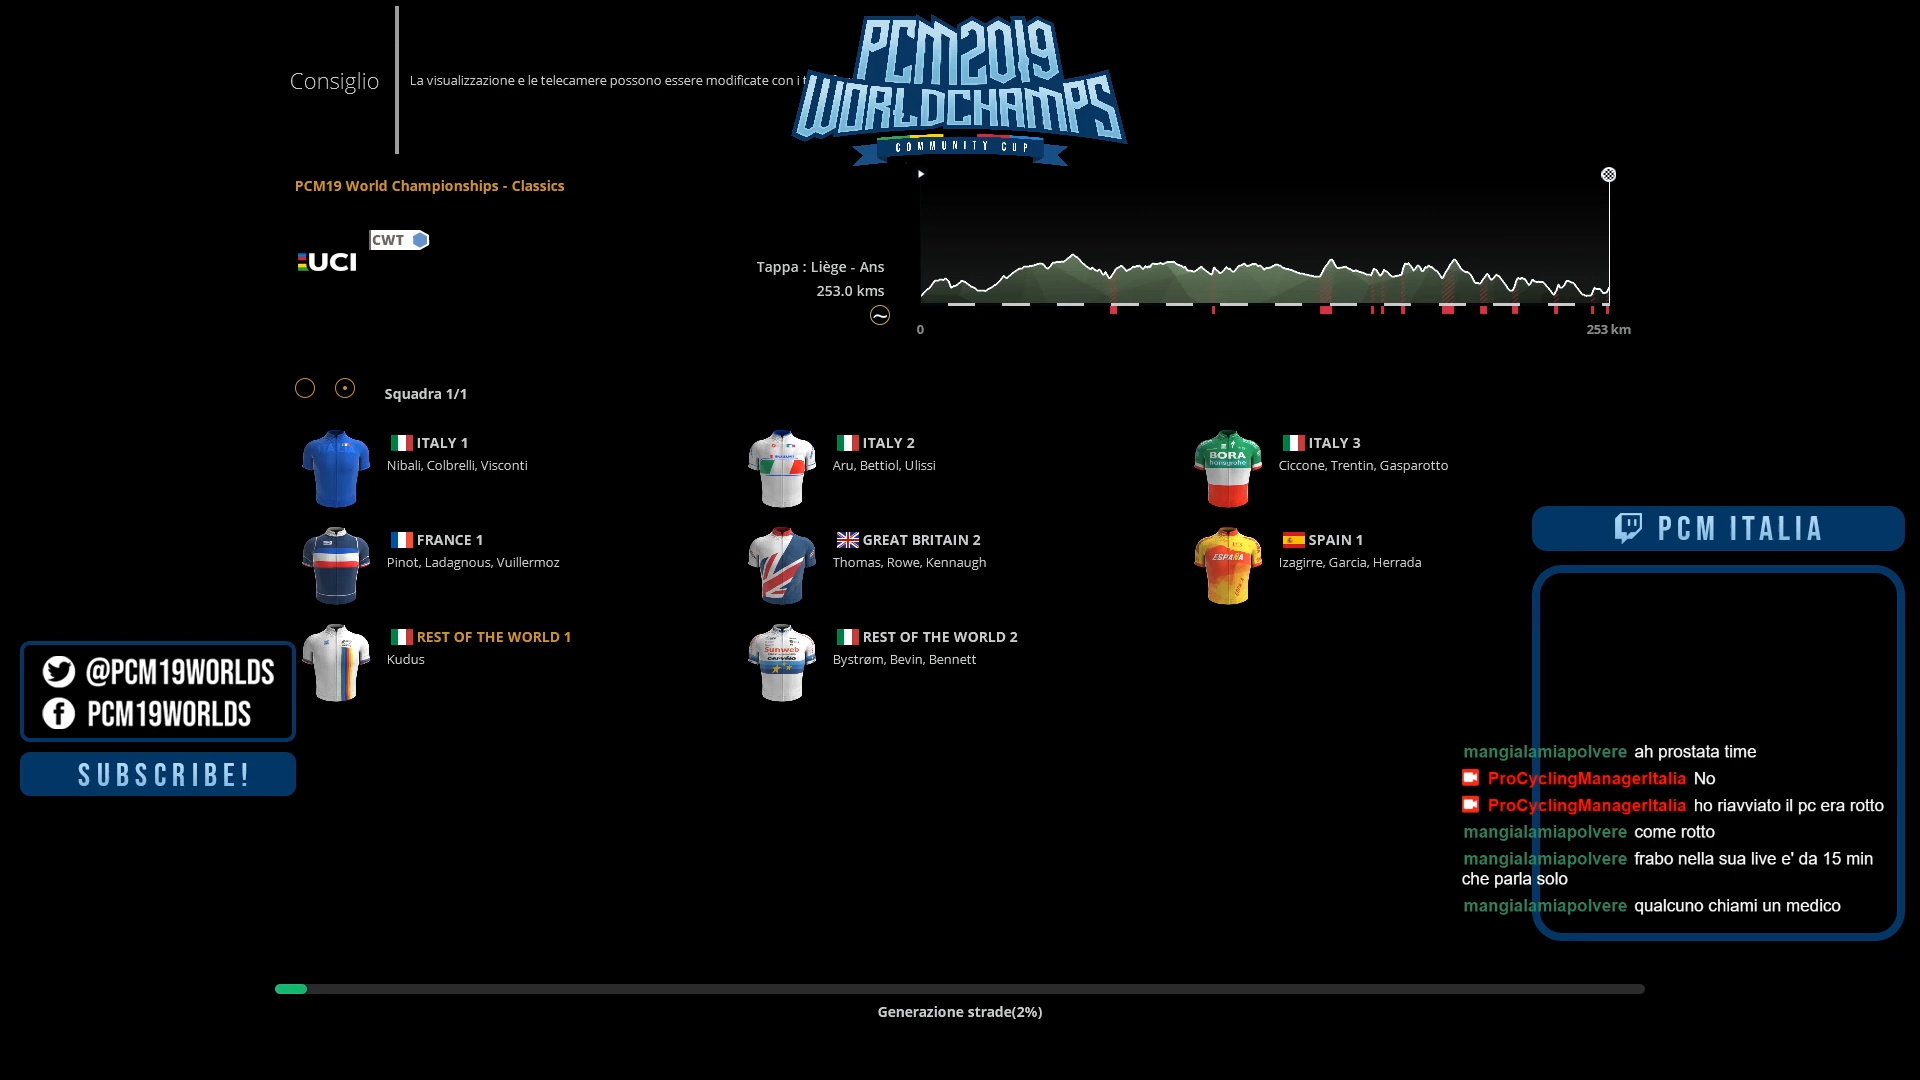 PCM2019
WORLDCHAMPS
COMMUNITY CUP
Consiglio
La visualizzazione e le telecamere possono essere modificate con i t
PCM19 World Championships - Classics
CWT
UCI
Tappa : Liège - Ans
253.0 kms
0
253 km
Squadra 1/1
ITALIA
ITALY 1
Nibali, Colbrelli, Visconti
ITALY 2
Aru, Bettiol, Ulissi
BORA
hansgrohe
ITALY 3
Ciccone, Trentin, Gasparotto
FRANCE 1
Pinot, Ladagnous, Vuillermoz
GREAT BRITAIN 2
Thomas, Rowe, Kennaugh
ESPAÑA
SPAIN 1
Izagirre, Garcia, Herrada
REST OF THE WORLD 1
Kudus
Sunweb
cervélo
REST OF THE WORLD 2
Bystrøm, Bevin, Bennett
PCM ITALIA
@PCM19WORLDS
PCM19WORLDS
SUBSCRIBE!
mangialamiapolvere ah prostata time
ProCyclingManagerItalia No
ProCyclingManagerItalia ho riavviato il pc era rotto
mangialamiapolvere come rotto
mangialamiapolvere frabo nella sua live e' da 15 min
che parla solo
mangialamiapolvere qualcuno chiami un medico
Generazione strade(2%)